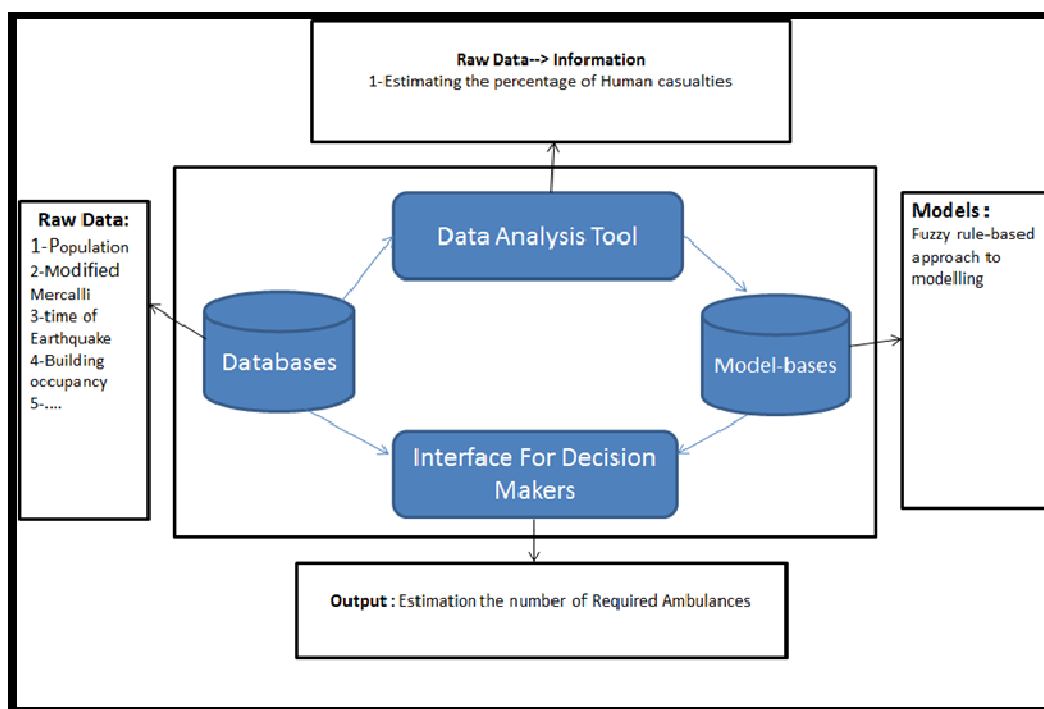 Raw Data--> Information
1-Estimating the percentage of Human casualties
Raw Data:
1-Population
2-Modified
Mercalli
3-time of
Earthquake
4-Building
occupancy
5-....
Data Analysis Tool
Models :
Fuzzy rule-based
approach to
modelling
Databases
Model-bases
Interface For Decision
Makers
Output : Estimation the number of Required Ambulances